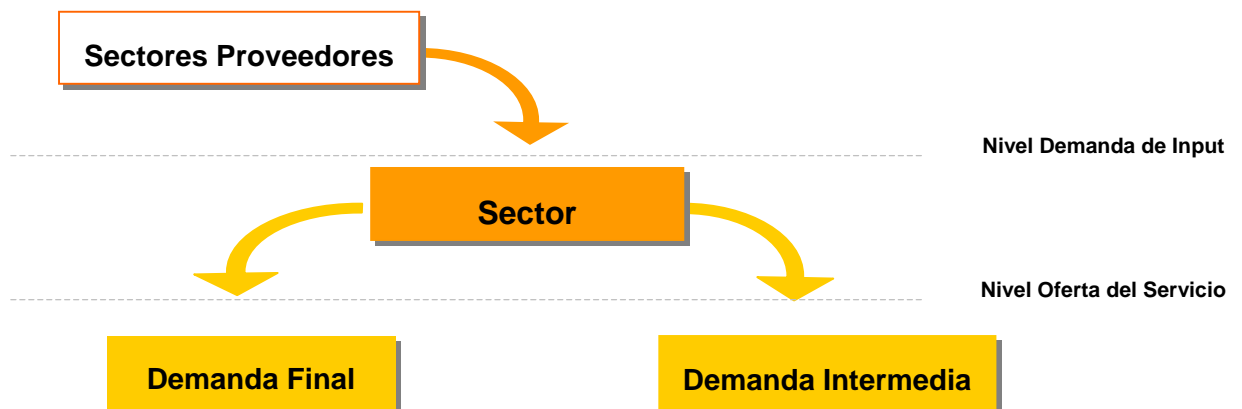 Sectores Proveedores
Nivel Demanda de Input
Sector
Nivel Oferta del Servicio
Demanda Final
Demanda Intermedia